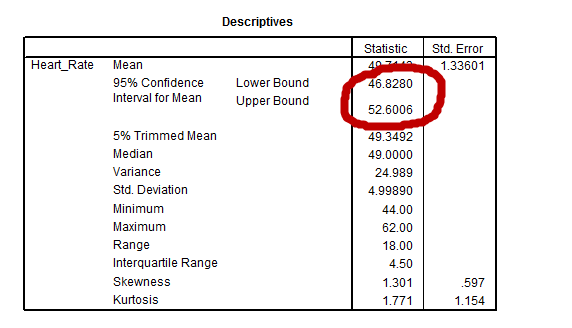 Descriptives
Statistic Std. Error
Heart_Rate Mean 1.33601
95% Confidence Lower Bound 46.8280
Interval for Mean Upper Bound 52.6006
5% Trimmed Mean 49.3492
Median 49.0000
Variance 24.989
Std. Deviation 4.99890
Minimum 44.00
Maximum 62.00
Range 18.00
Interquartile Range 4.50
Skewness 1.301 .597
Kurtosis 1.771 1.154